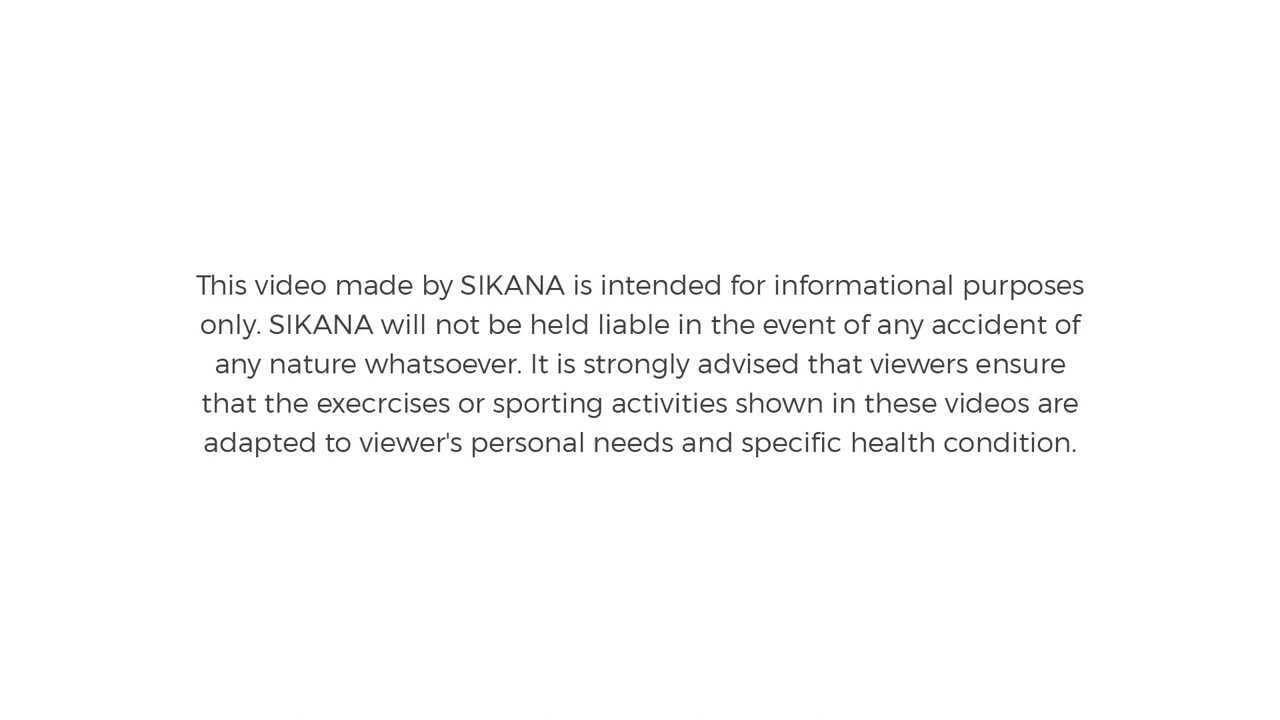 This video made by SIKANA is intended for informational purposes
only. SIKANA will not be held liable in the event of any accident of
any nature whatsoever. It is strongly advised that viewers ensure
that the execrcises or sporting activities shown in these videos are
adapted to viewer's personal needs and specific health condition.